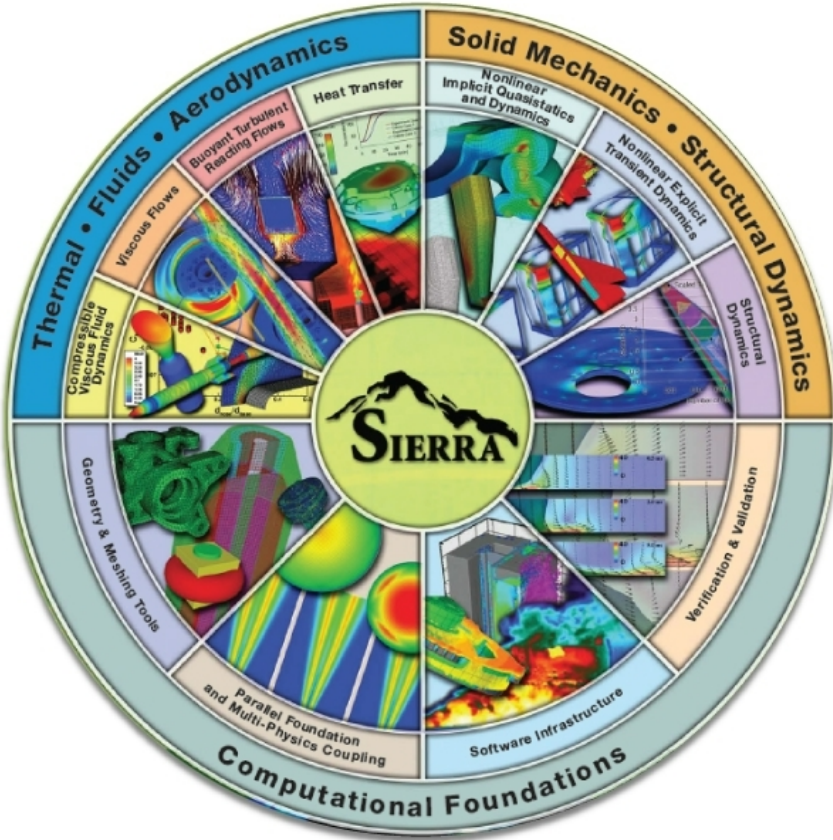 Thermal • Fluids • Aerodynamics
Solid Mechanics • Structural Dynamics
Computational Foundations
Compressible
Viscous Fluid
Dynamics
Viscous Flows
Buoyant Turbulent
Reacting Flows
Heat Transfer
Nonlinear
Implicit Quasistatics
and Dynamics
Nonlinear Explicit
Transient Dynamics
Structural
Dynamics
SIERRA
Geometry & Meshing Tools
Parallel Foundation
and Multi-Physics Coupling
Software Infrastructure
Verification & Validation